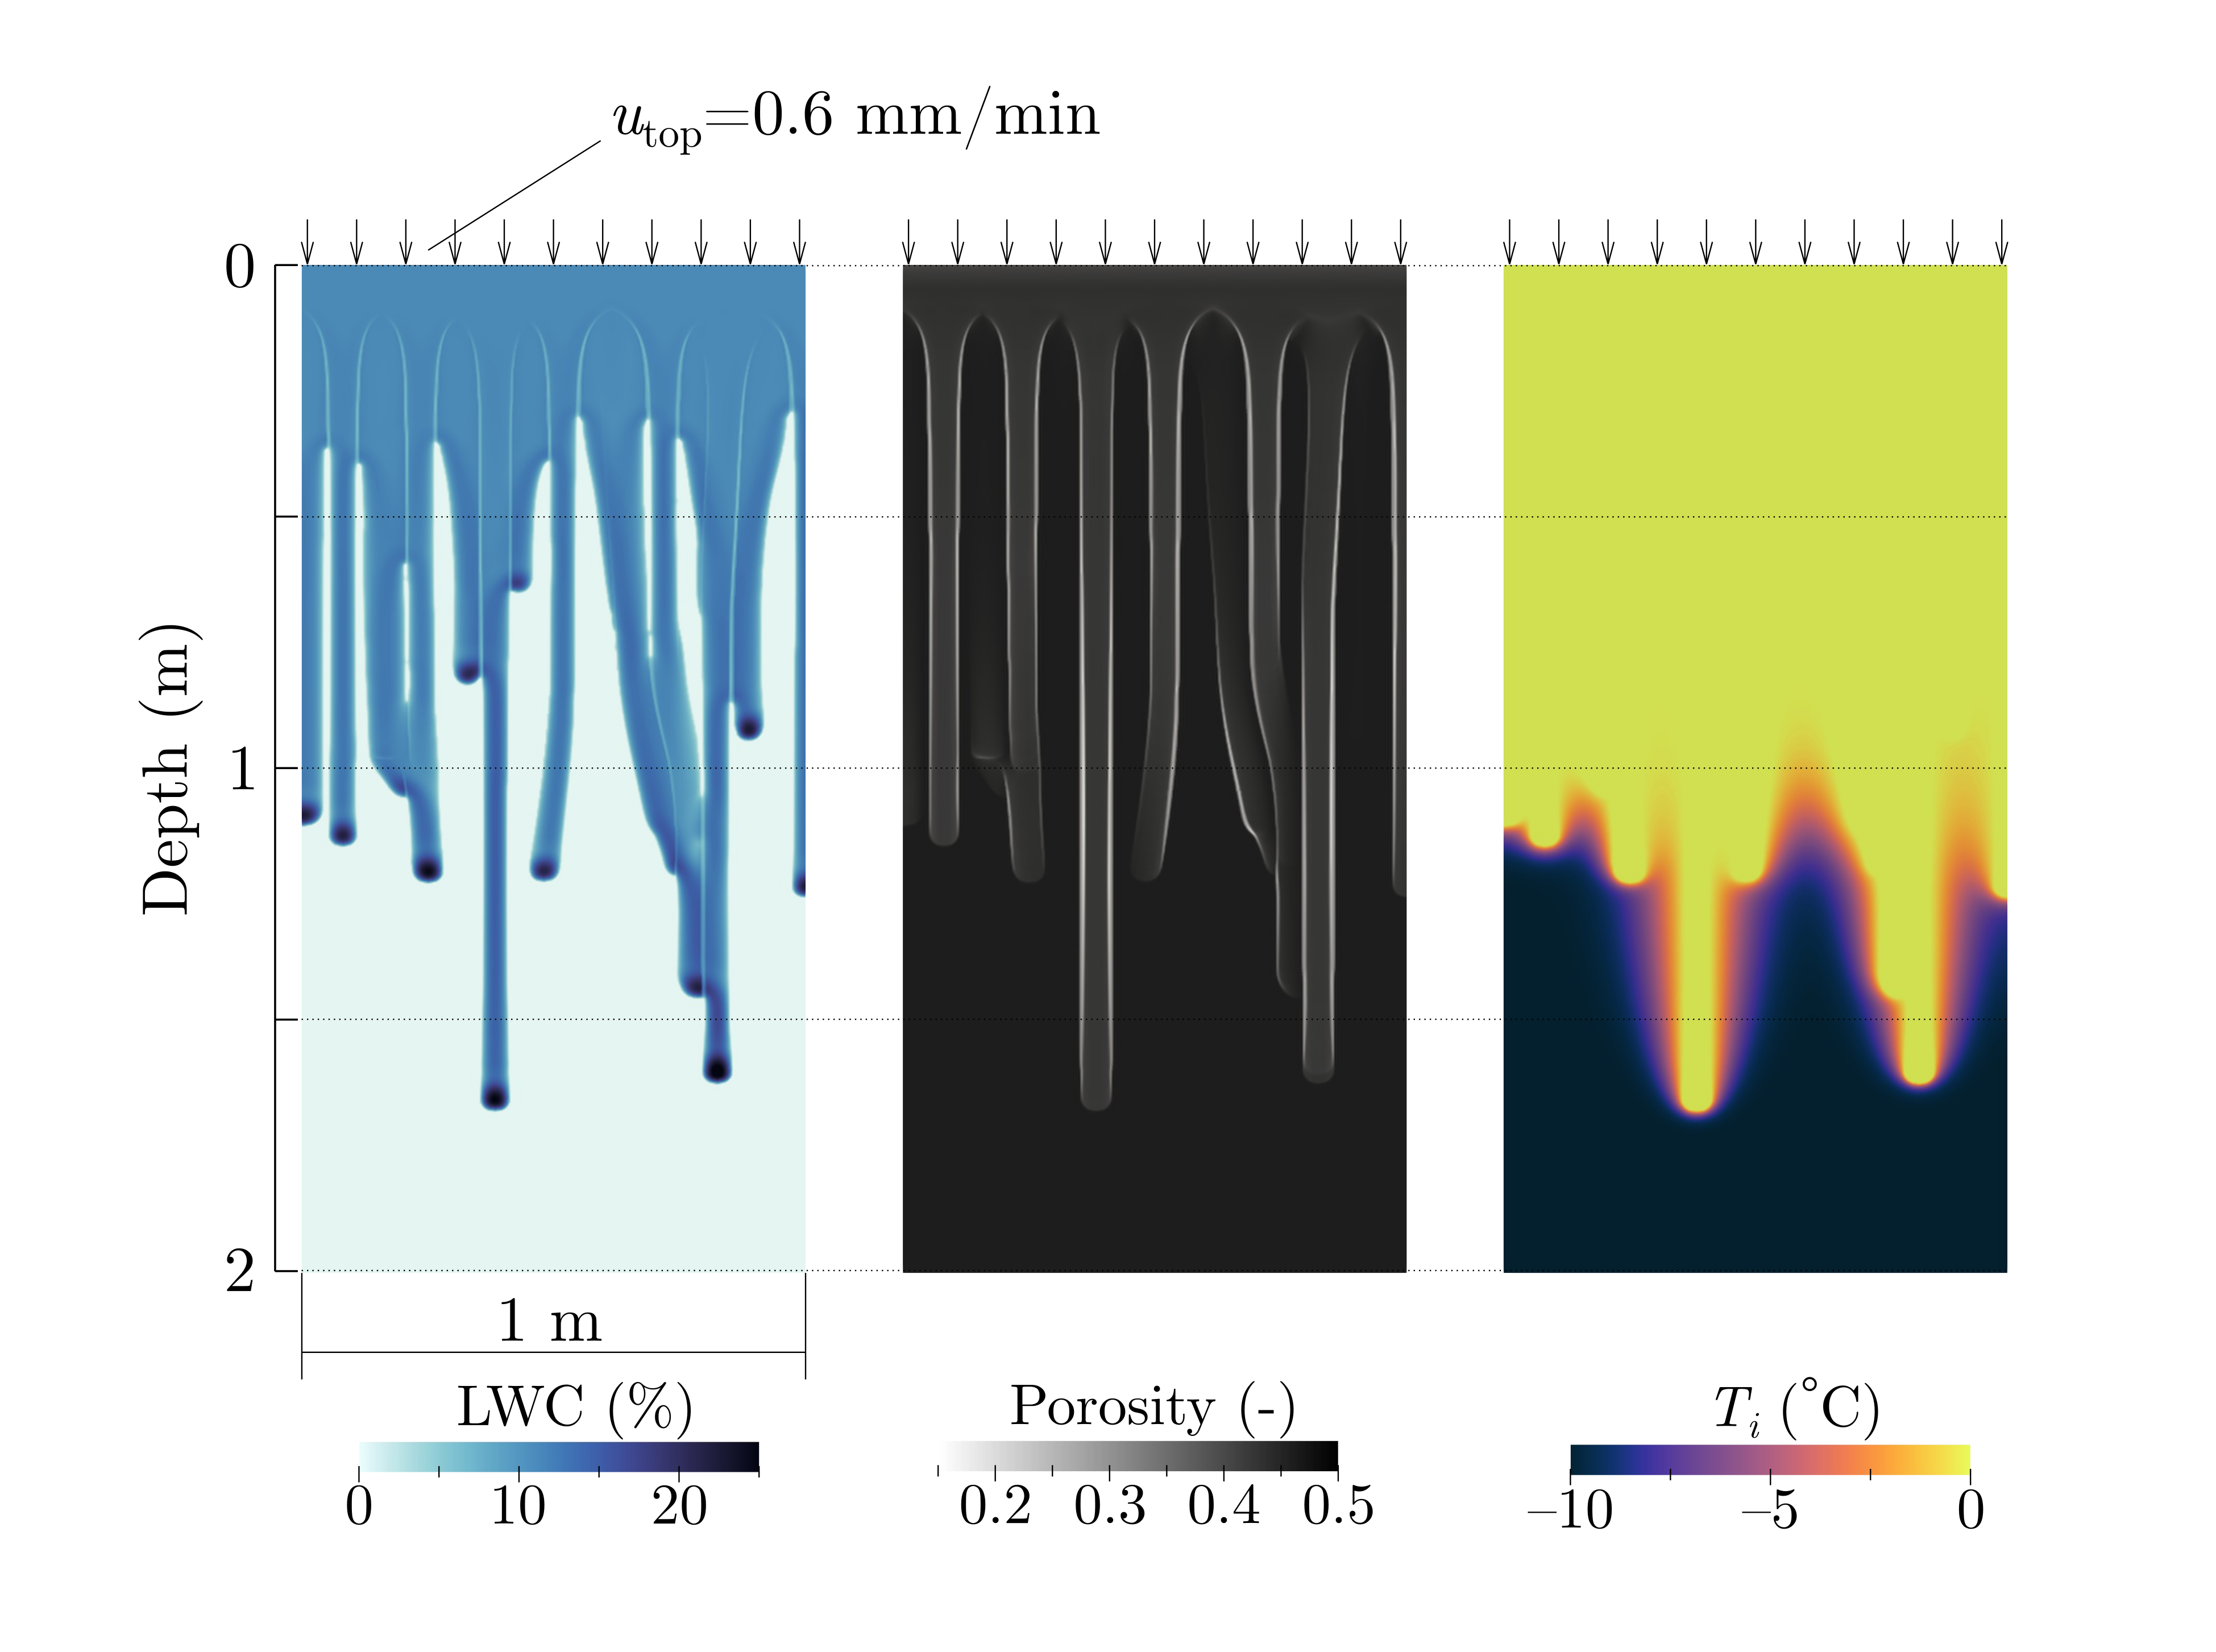 u_top=0.6 mm/min
0
1
2
Depth (m)
1 m
LWC (%)
0 10 20
Porosity (-)
0.2 0.3 0.4 0.5
T_i (°C)
−10 −5 0